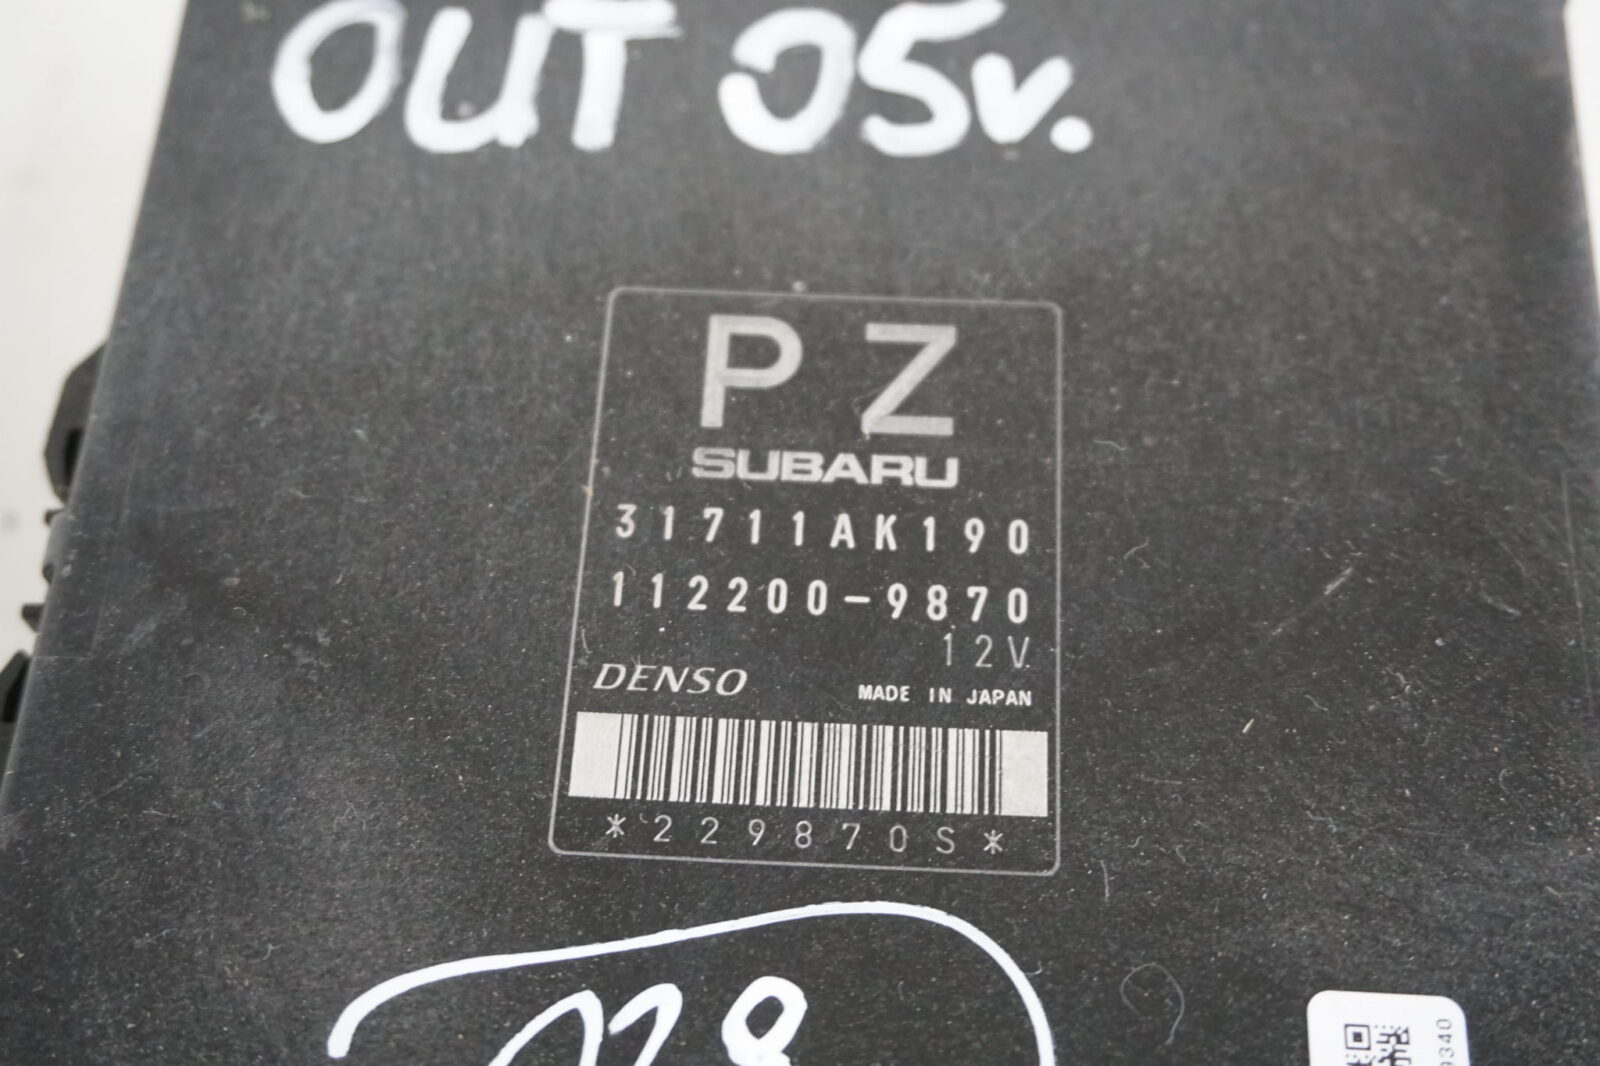 OUT 05v.
PZ
SUBARU
31711AK190
112200-9870
12V
DENSO
MADE IN JAPAN
*229870S*